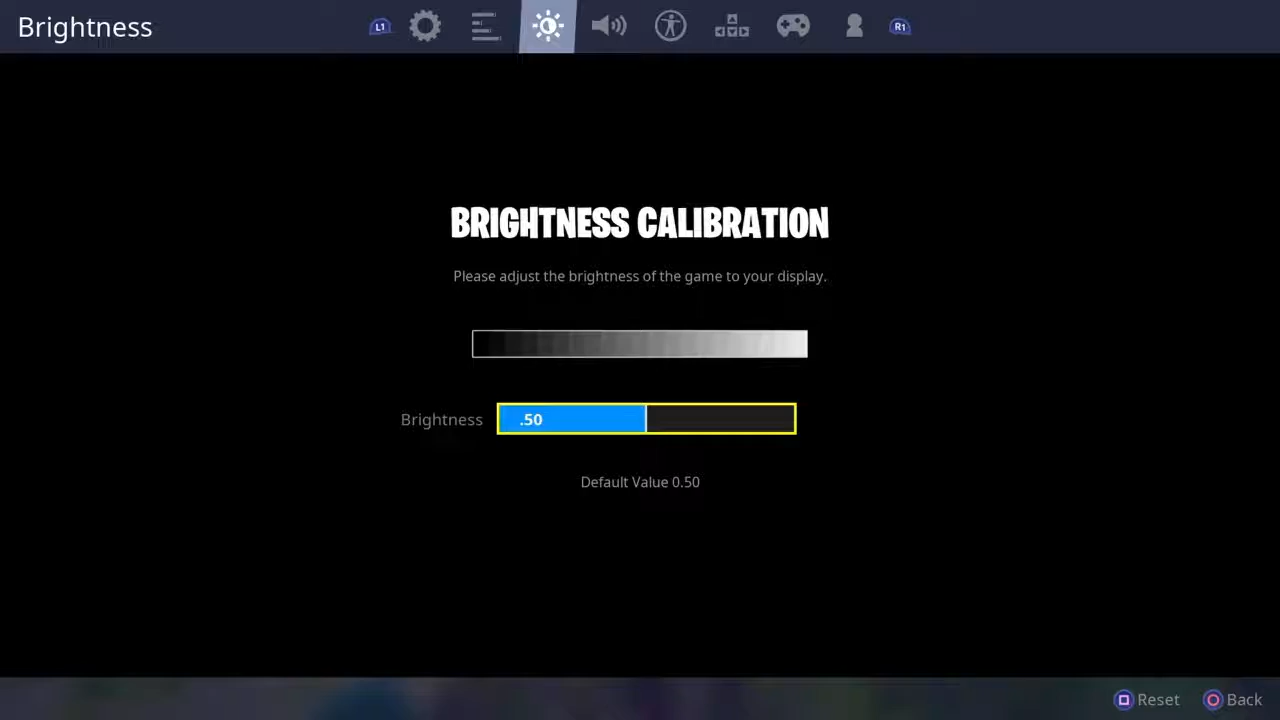 Brightness
L1
R1
BRIGHTNESS CALIBRATION
Please adjust the brightness of the game to your display.
Brightness .50
Default Value 0.50
Reset Back